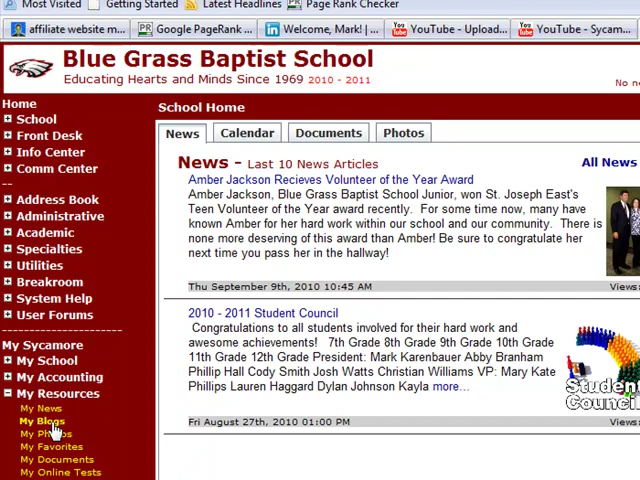 Most Visited Getting Started Latest Headlines Page Rank Checker
affiliate website m... Google PageRank ... Welcome, Mark! | ... YouTube - Upload... YouTube - Sycam...
Blue Grass Baptist School
Educating Hearts and Minds Since 1969 2010 - 2011
No
Home
School
Front Desk
Info Center
Comm Center
--
Address Book
Administrative
Academic
Specialties
Utilities
Breakroom
System Help
User Forums
----------------------
My Sycamore
My School
My Accounting
My Resources
My News
My Blogs
My Photos
My Favorites
My Documents
My Online Tests
School Home
News Calendar Documents Photos
News - Last 10 News Articles
All News
Amber Jackson Recieves Volunteer of the Year Award
Amber Jackson, Blue Grass Baptist School Junior, won St. Joseph East's
Teen Volunteer of the Year award recently. For some time now, many have
known Amber for her hard work within our school and our community. There is
none more deserving of this award than Amber! Be sure to congratulate her
next time you pass her in the hallway!
Thu September 9th, 2010 10:45 AM Views:
2010 - 2011 Student Council
Congratulations to all students involved for their hard work and
awesome achievements! 7th Grade 8th Grade 9th Grade 10th Grade
11th Grade 12th Grade President: Mark Karenbauer Abby Branham
Phillip Hall Cody Smith Josh Watts Christian Williams VP: Mary Kate
Phillips Lauren Haggard Dylan Johnson Kayla more...
Student
Council
Fri August 27th, 2010 01:00 PM Views: